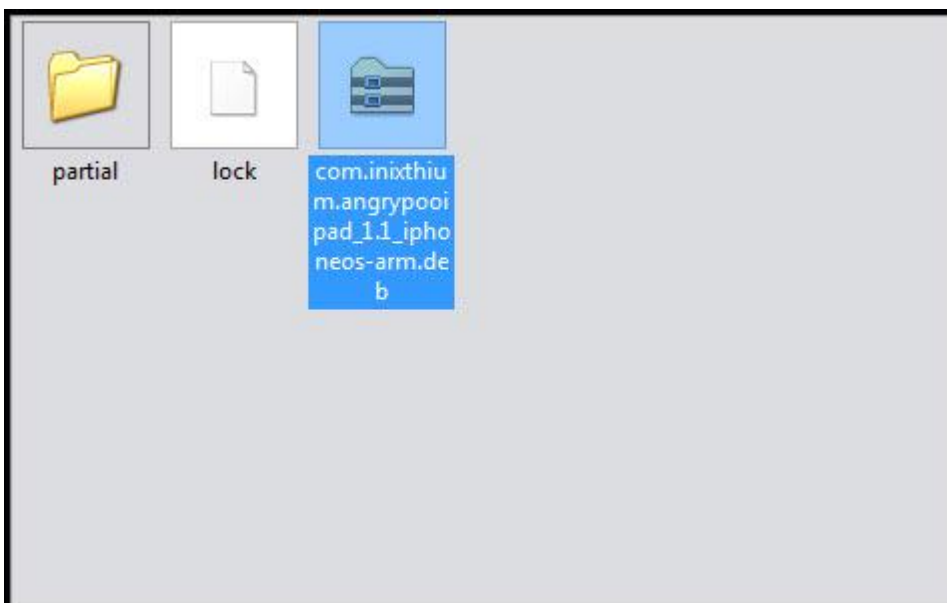 partial
lock
com.inixthiu
m.angrypooi
pad_1.1_ipho
neos-arm.de
b